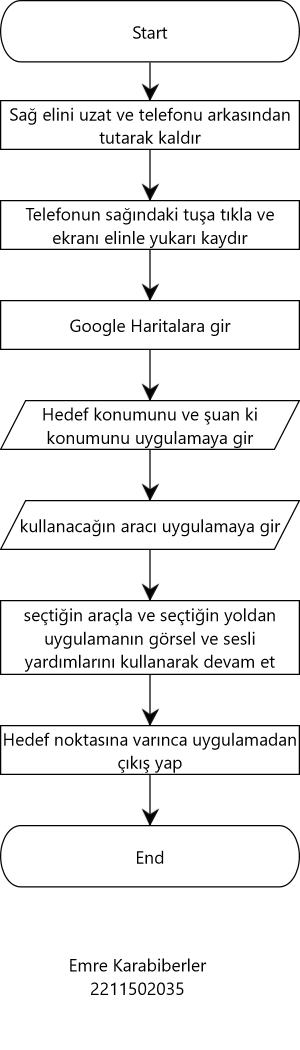 Start
Sağ elini uzat ve telefonu arkasından
tutarak kaldır
Telefonun sağındaki tuşa tıkla ve
ekranı elinle yukarı kaydır
Google Haritalara gir
Hedef konumunu ve şuan ki
konumunu uygulamaya gir
kullanacağın aracı uygulamaya gir
seçtiğin araçla ve seçtiğin yoldan
uygulamanın görsel ve sesli
yardımlarını kullanarak devam et
Hedef noktasına varınca uygulamadan
çıkış yap
End
Emre Karabiberler
2211502035